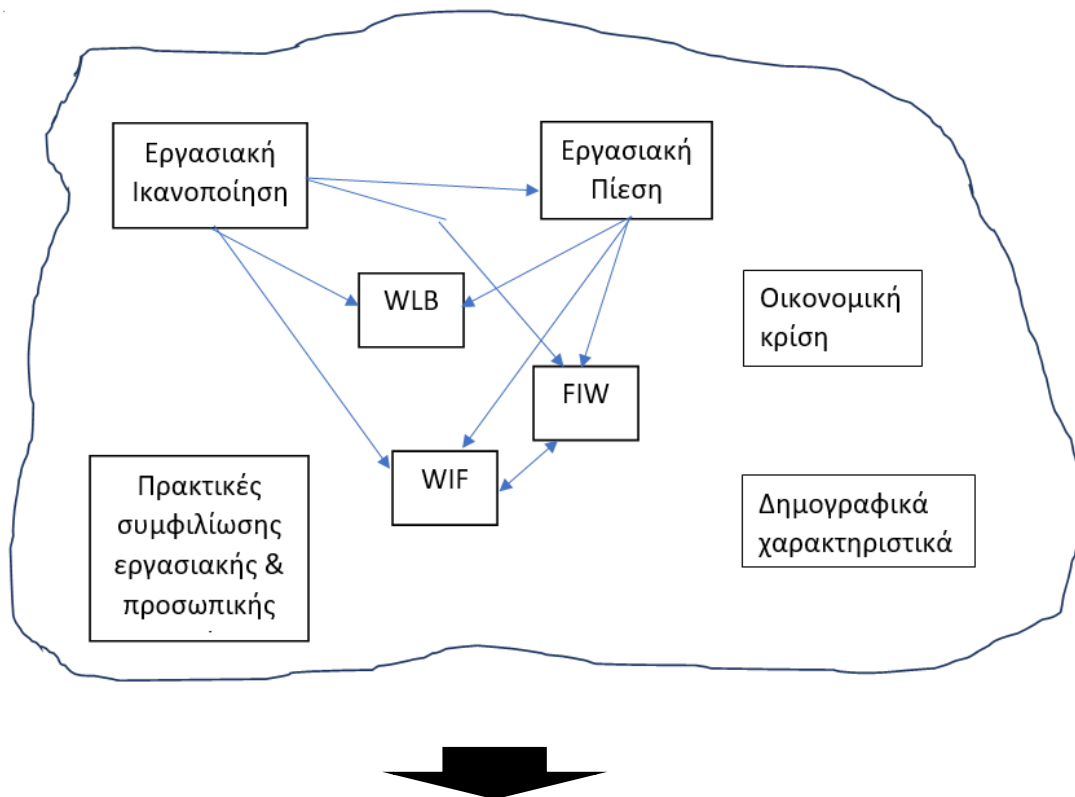 Εργασιακή
Ικανοποίηση
Εργασιακή
Πίεση
WLB
Οικονομική
κρίση
FIW
WIF
Πρακτικές
συμφιλίωσης
εργασιακής &
προσωπικής
Δημογραφικά
χαρακτηριστικά